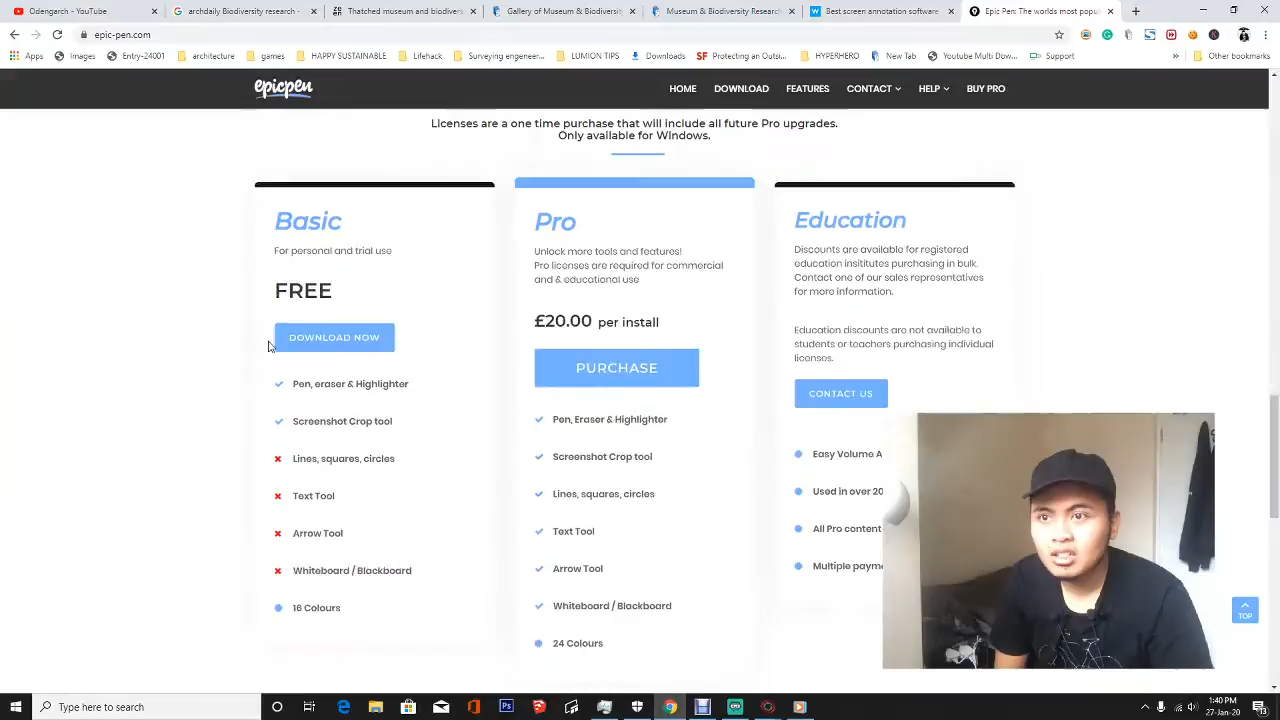 Odengarch - YouTube
archdaily biodiversity research -
Thatched museum and biodivers
Gallery of Museum & Biodiversity
Museum & Biodiversity Research
Best screen annotation software
Epic Pen: The worlds most popular
epic-pen.com
Apps
Images
Entry-24001
architecture
games
HAPPY SUSTAINABLE
Lifehack
Surveying engineer...
LUMION TIPS
Downloads
Protecting an Outsi...
HYPERHERO
New Tab
Youtube Multi Dow...
Support
»
Other bookmarks
epicpen
HOME
DOWNLOAD
FEATURES
CONTACT
HELP
BUY PRO
Licenses are a one time purchase that will include all future Pro upgrades.
Only available for Windows.
Basic
For personal and trial use
FREE
DOWNLOAD NOW
Pen, eraser & Highlighter
Screenshot Crop tool
Lines, squares, circles
Text Tool
Arrow Tool
Whiteboard / Blackboard
16 Colours
Pro
Unlock more tools and features!
Pro licenses are required for commercial
and & educational use
£20.00 per install
PURCHASE
Pen, Eraser & Highlighter
Screenshot Crop tool
Lines, squares, circles
Text Tool
Arrow Tool
Whiteboard / Blackboard
24 Colours
Education
Discounts are available for registered
education insititutes purchasing in bulk.
Contact one of our sales representatives
for more information.
Education discounts are not available to
students or teachers purchasing individual
licenses.
CONTACT US
Easy Volume A
Used in over 20
All Pro content
Multiple payme
TOP
Type here to search
1:40 PM
27-Jan-20